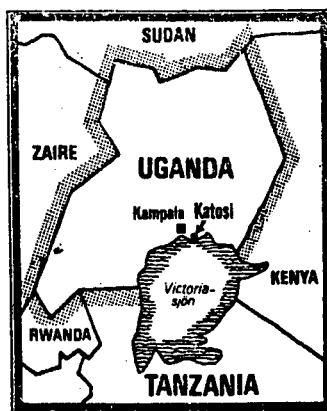 SUDAN
ZAIRE
UGANDA
Kampala Katosi
Victoria-
sjön
KENYA
RWANDA
TANZANIA